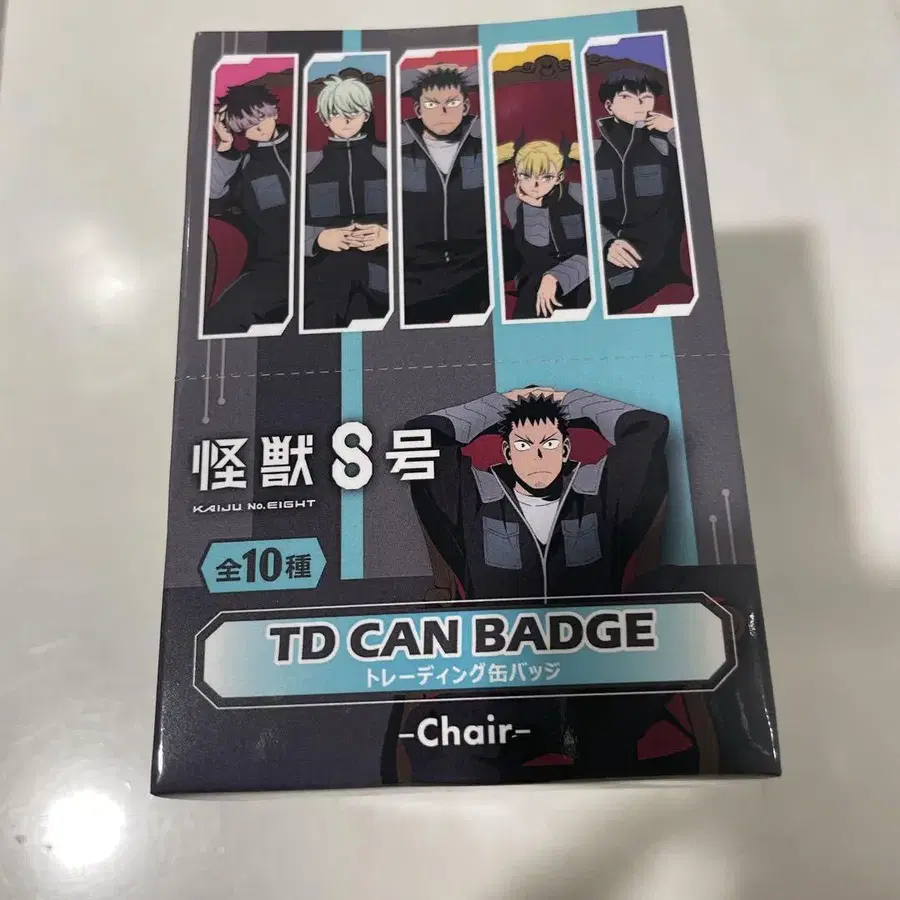 怪獣8号
KAIJU No.EIGHT
全10種
TD CAN BADGE
トレーディング缶バッジ
–Chair–